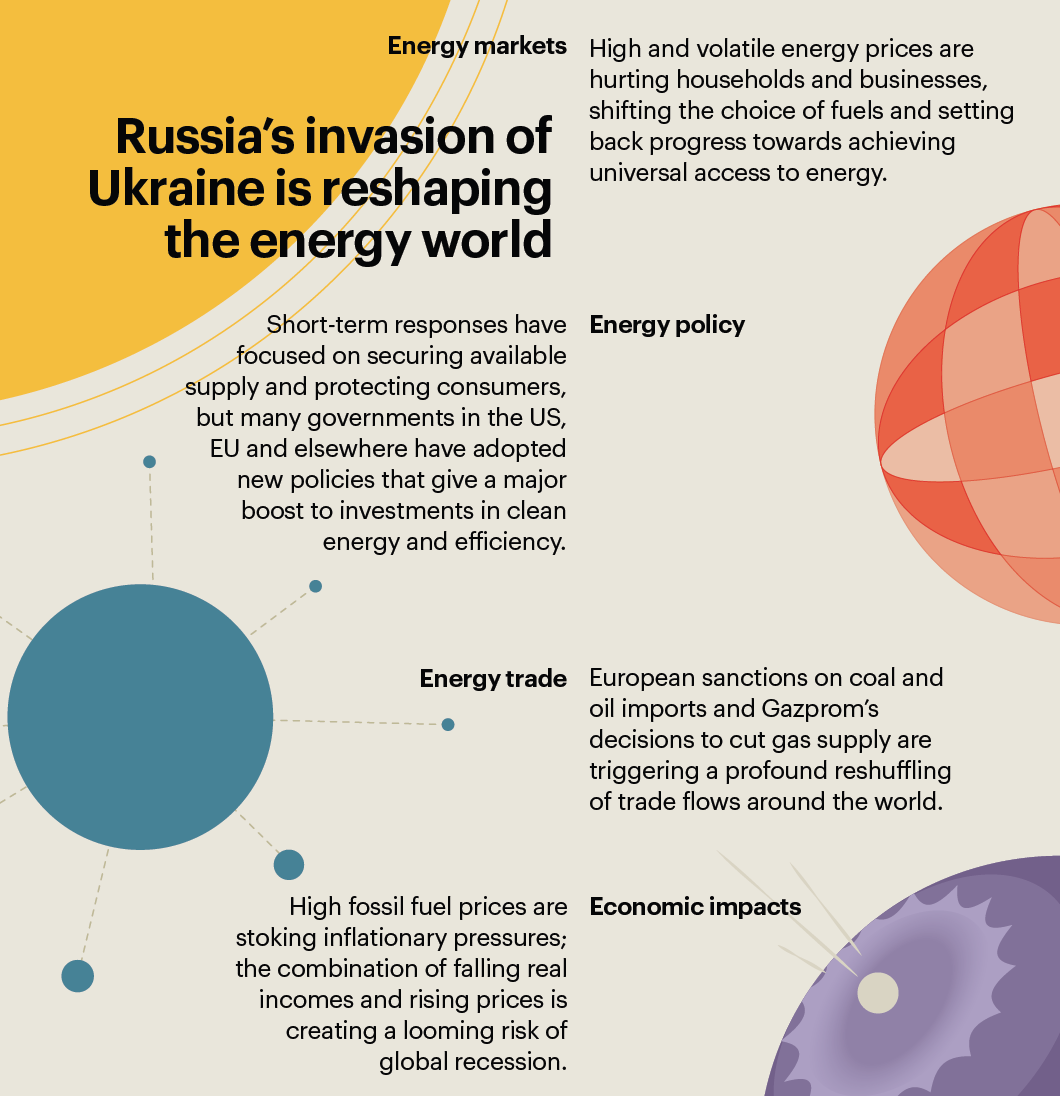 Russia’s invasion of
Ukraine is reshaping
the energy world
Energy markets
High and volatile energy prices are
hurting households and businesses,
shifting the choice of fuels and setting
back progress towards achieving
universal access to energy.
Energy policy
Short-term responses have
focused on securing available
supply and protecting consumers,
but many governments in the US,
EU and elsewhere have adopted
new policies that give a major
boost to investments in clean
energy and efficiency.
Energy trade
European sanctions on coal and
oil imports and Gazprom’s
decisions to cut gas supply are
triggering a profound reshuffling
of trade flows around the world.
Economic impacts
High fossil fuel prices are
stoking inflationary pressures;
the combination of falling real
incomes and rising prices is
creating a looming risk of
global recession.